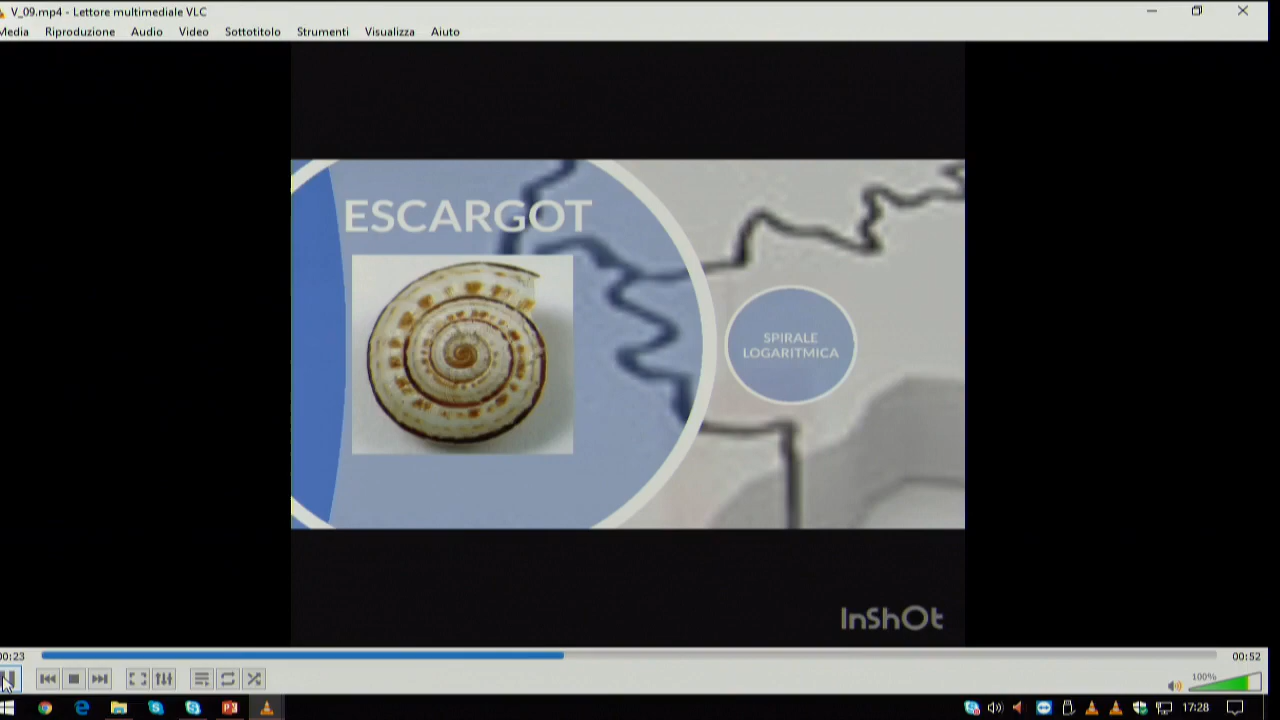 V_09.mp4 - Lettore multimediale VLC
Media Riproduzione Audio Video Sottotitolo Strumenti Visualizza Aiuto
ESCARGOT
SPIRALE
LOGARITMICA
InShOt
00:23
00:52
100%
17:28